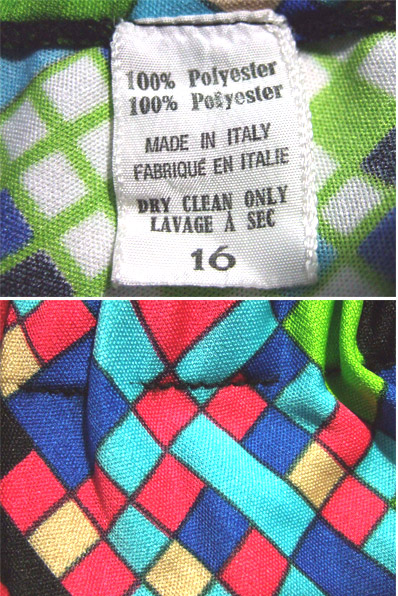 100% Polyester
100% Polyester
MADE IN ITALY
FABRIQUÉ EN ITALIE
DRY CLEAN ONLY
LAVAGE À SEC
16